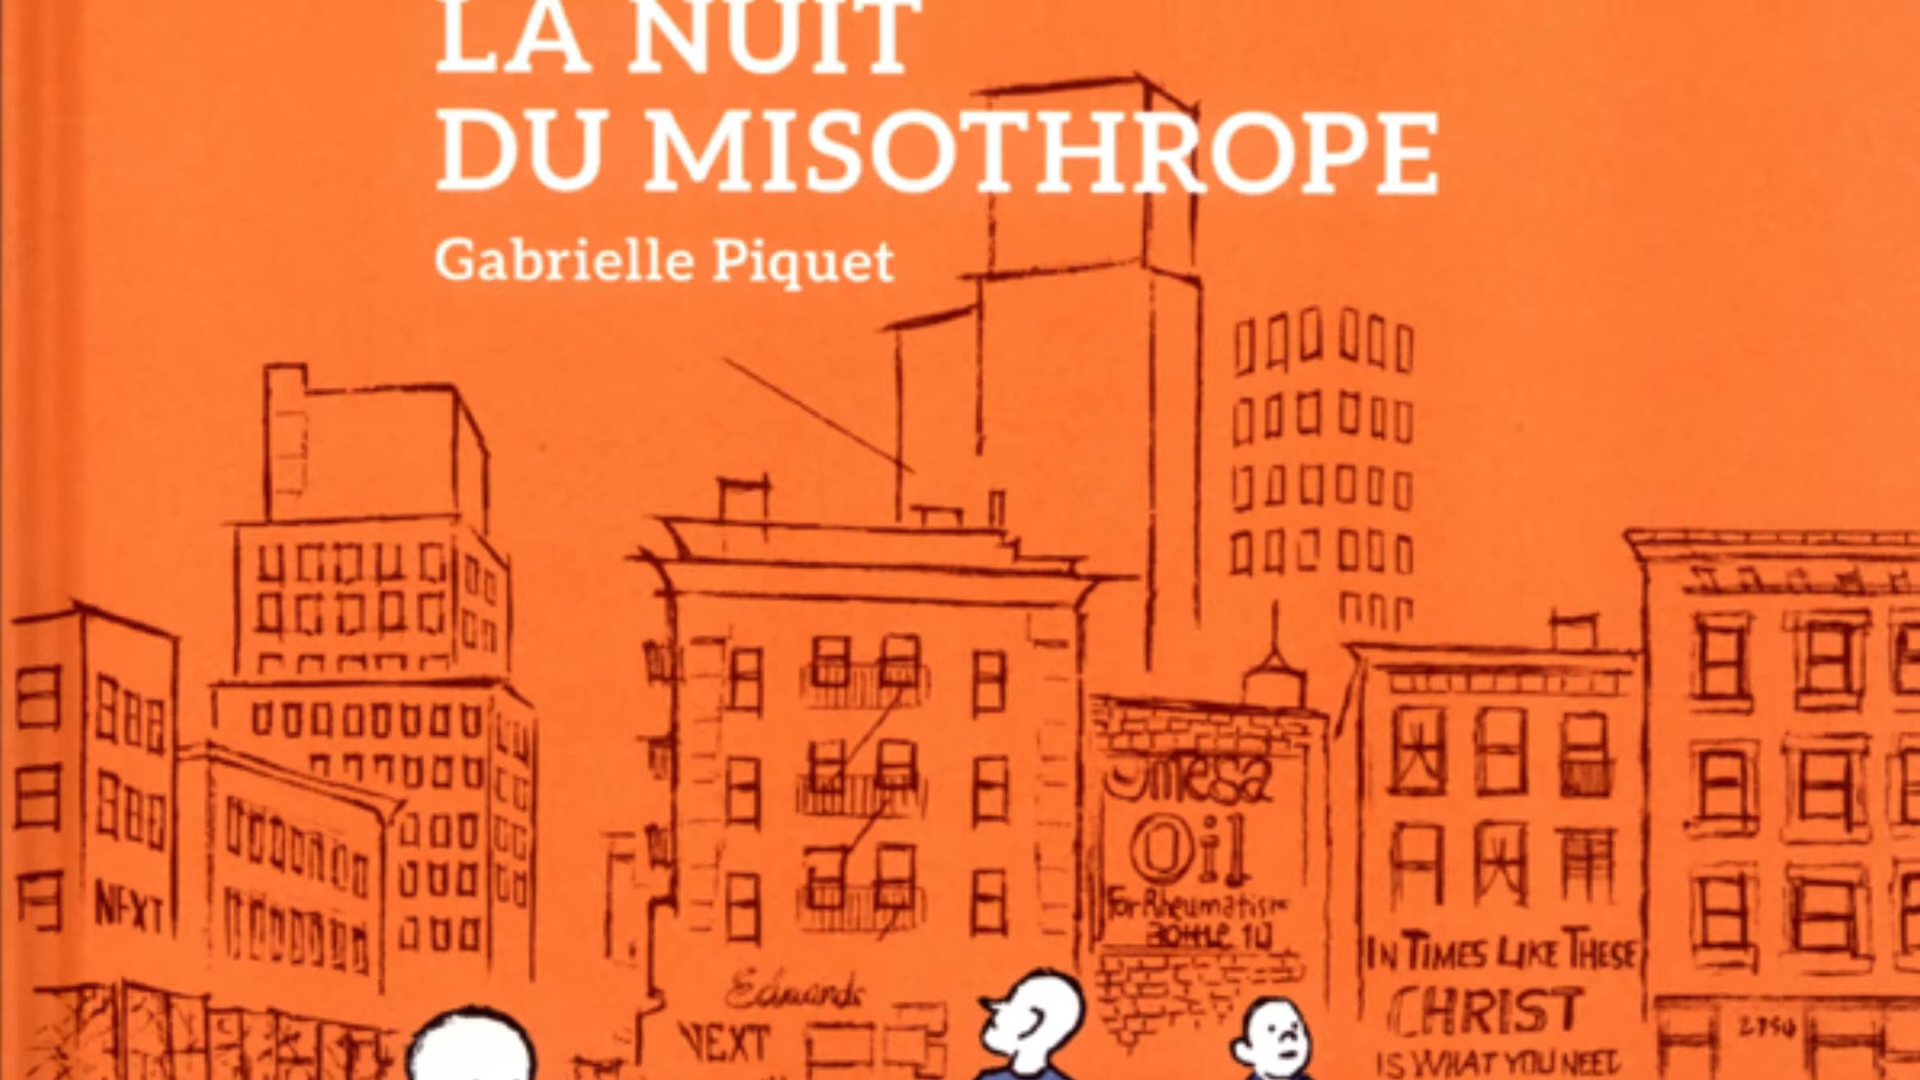 LA NUIT
DU MISOTHROPE
Gabrielle Piquet
NEXT
Omesa
Oil
For Rheumatism
IN TIMES LIKE THESE
CHRIST
IS WHAT YOU NEED
Edwards
NEXT